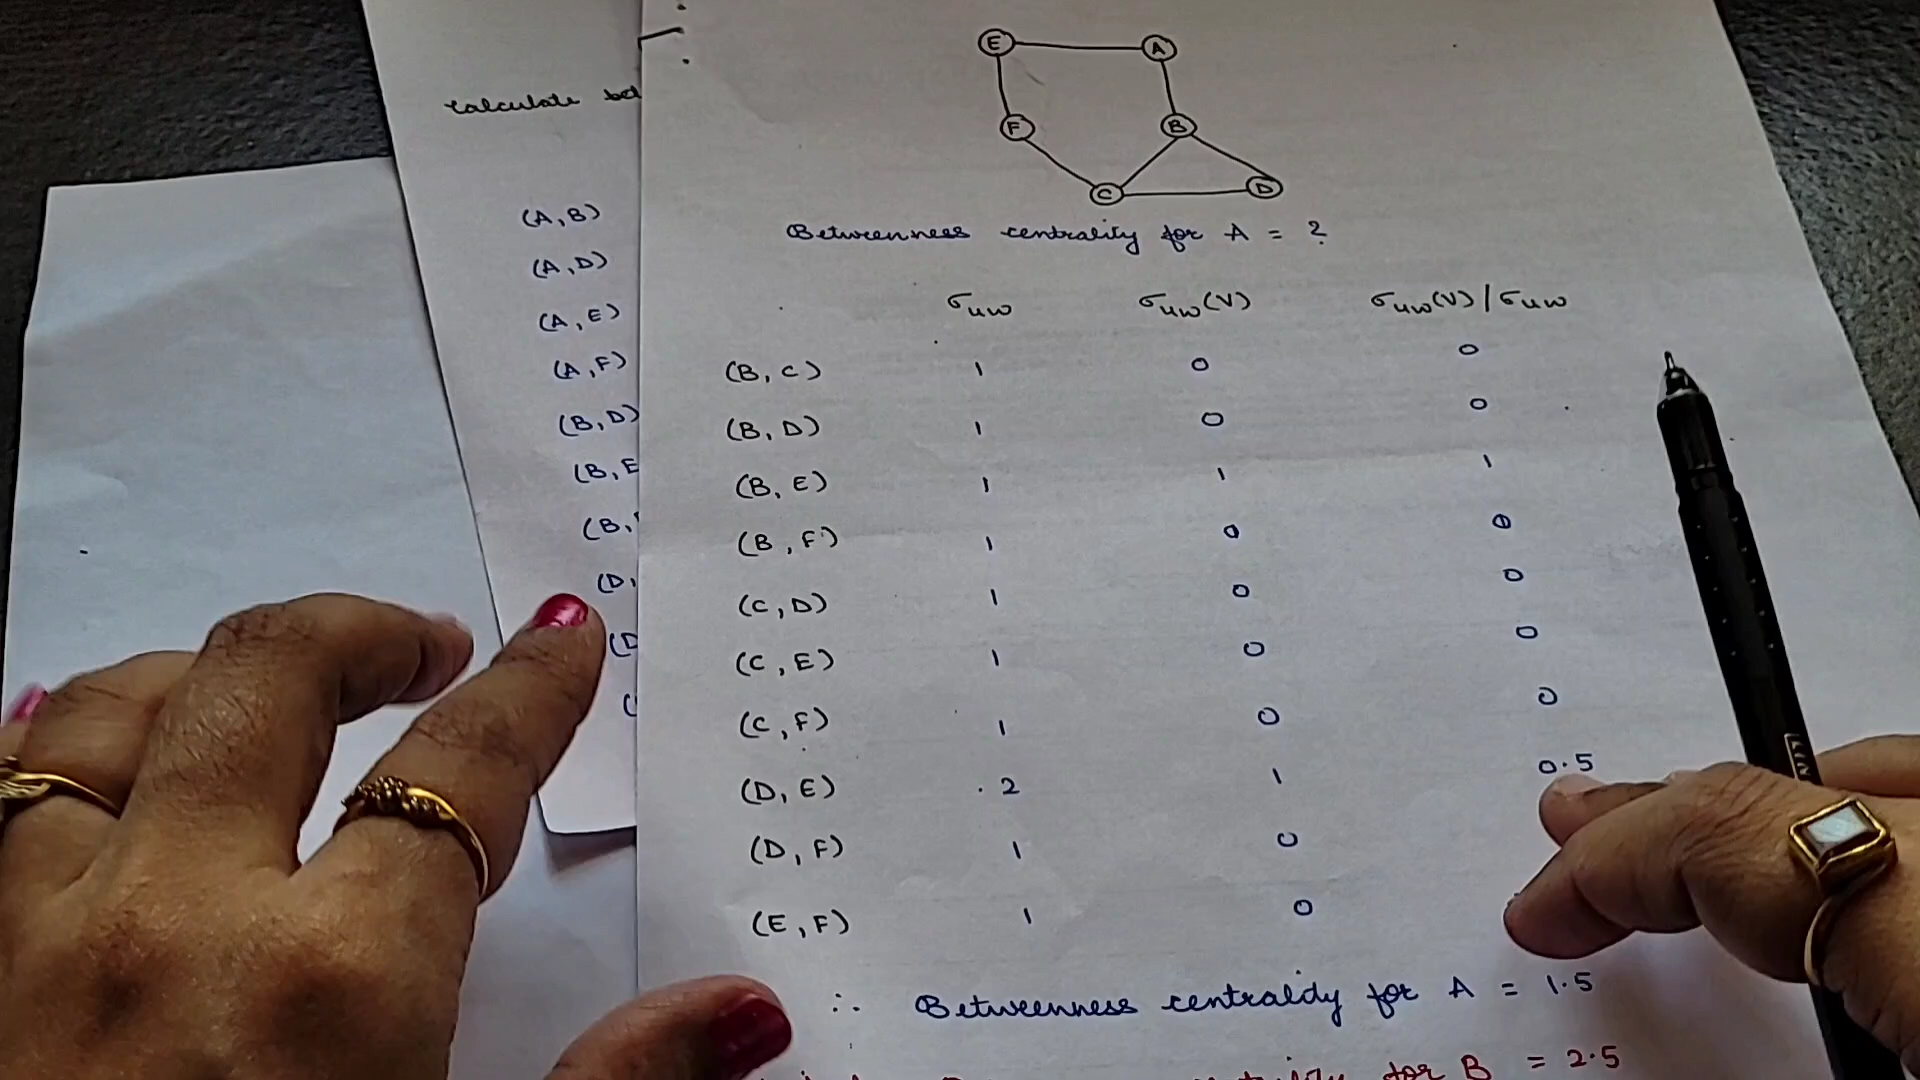 E A
F B
C D
Betweenness centrality for A = ?
σuw σuw(V) σuw(V) / σuw
(B, C) 1 0 0
(B, D) 1 0 0
(B, E) 1 1 1
(B, F) 1 0 0
(C, D) 1 0 0
(C, E) 1 0 0
(C, F) 1 0 0
(D, E) 2 1 0.5
(D, F) 1 0
(E, F) 1 0
∴ Betweenness centraldy for A = 1.5
for B = 2.5
Calculate
(A, B)
(A, D)
(A, E)
(A, F)
(B, D)
(B, E
(B,
(D,
(D
(